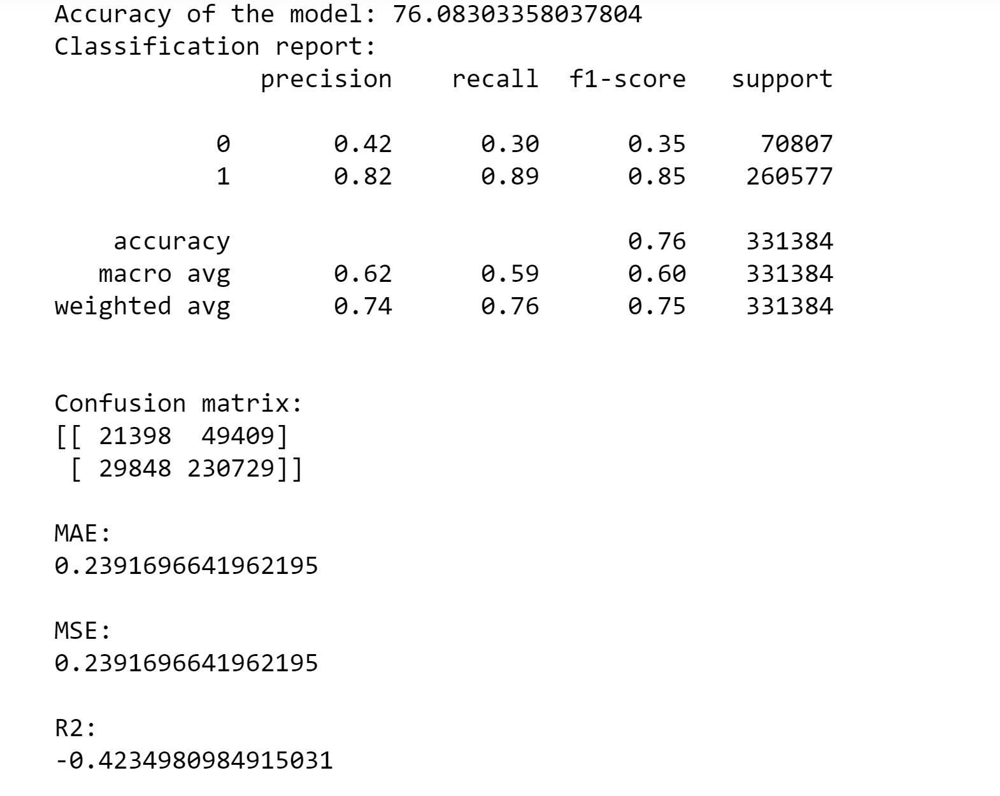 Accuracy of the model: 76.08303358037804
Classification report:
precision recall f1-score support
0 0.42 0.30 0.35 70807
1 0.82 0.89 0.85 260577
accuracy 0.76 331384
macro avg 0.62 0.59 0.60 331384
weighted avg 0.74 0.76 0.75 331384
Confusion matrix:
[[ 21398 49409]
[ 29848 230729]]
MAE:
0.2391696641962195
MSE:
0.2391696641962195
R2:
-0.4234980984915031